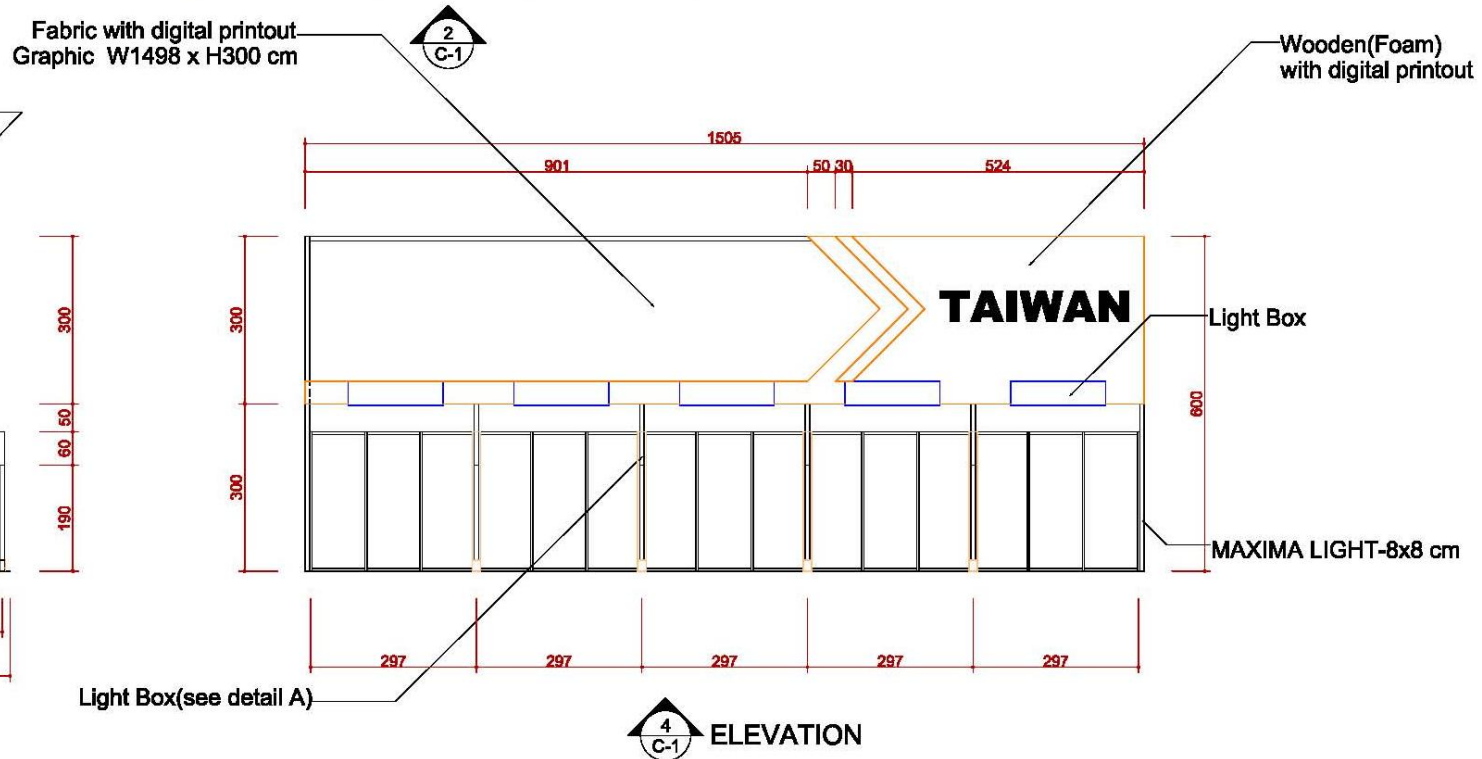 Fabric with digital printout
Graphic W1498 x H300 cm
2
C-1
Wooden(Foam)
with digital printout
1505
901
50
30
524
300
50
60
190
300
300
TAIWAN
Light Box
600
MAXIMA LIGHT-8x8 cm
297
297
297
297
297
Light Box(see detail A)
4
C-1
ELEVATION